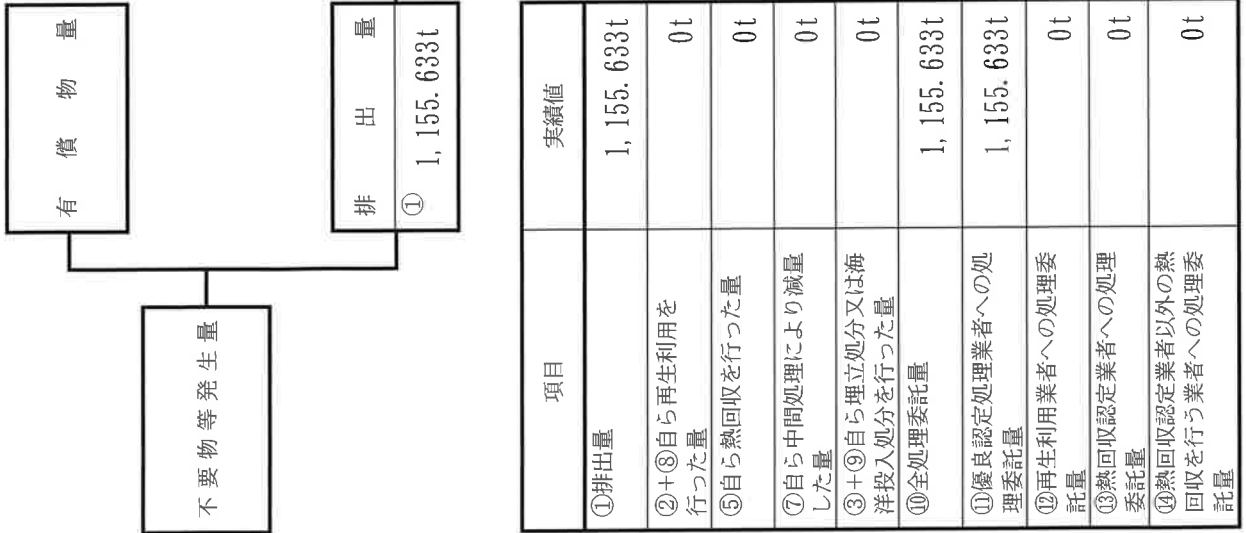 有償物量
不要物等発生量
排出量
① 1,155.633t
項目 実績値
①排出量 1,155.633t
②+⑧自ら再生利用を
行った量 0t
⑤自ら熱回収を行った量 0t
⑦自ら中間処理により減量
した量 0t
③+⑨自ら埋立処分又は海
洋投入処分を行った量 0t
⑩全処理委託量 1,155.633t
⑪優良認定処理業者への処
理委託量 1,155.633t
⑫再生利用業者への処理委
託量 0t
⑬熱回収認定業者への処理
委託量 0t
⑭熱回収認定業者以外の熱
回収を行う業者への処理委
託量 0t